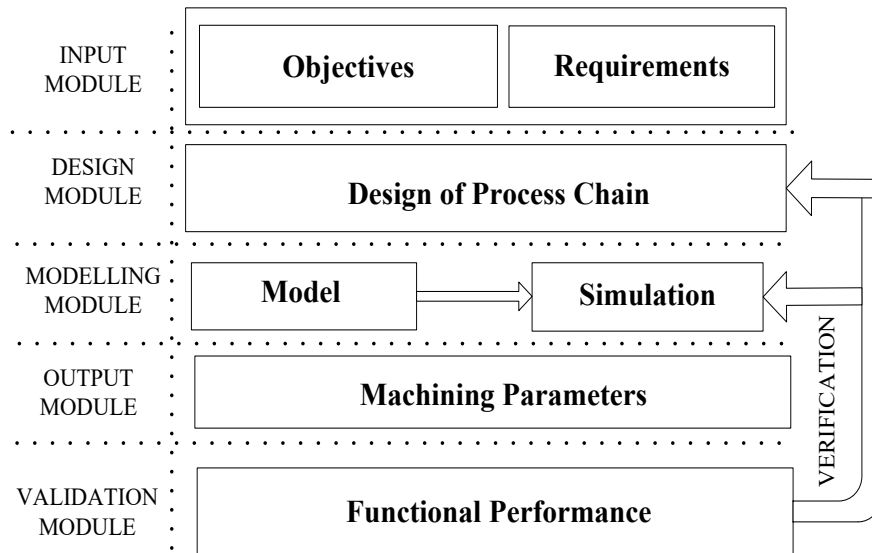 INPUT
MODULE
Objectives
Requirements
DESIGN
MODULE
Design of Process Chain
MODELLING
MODULE
Model
Simulation
OUTPUT
MODULE
Machining Parameters
VERIFICATION
VALIDATION
MODULE
Functional Performance